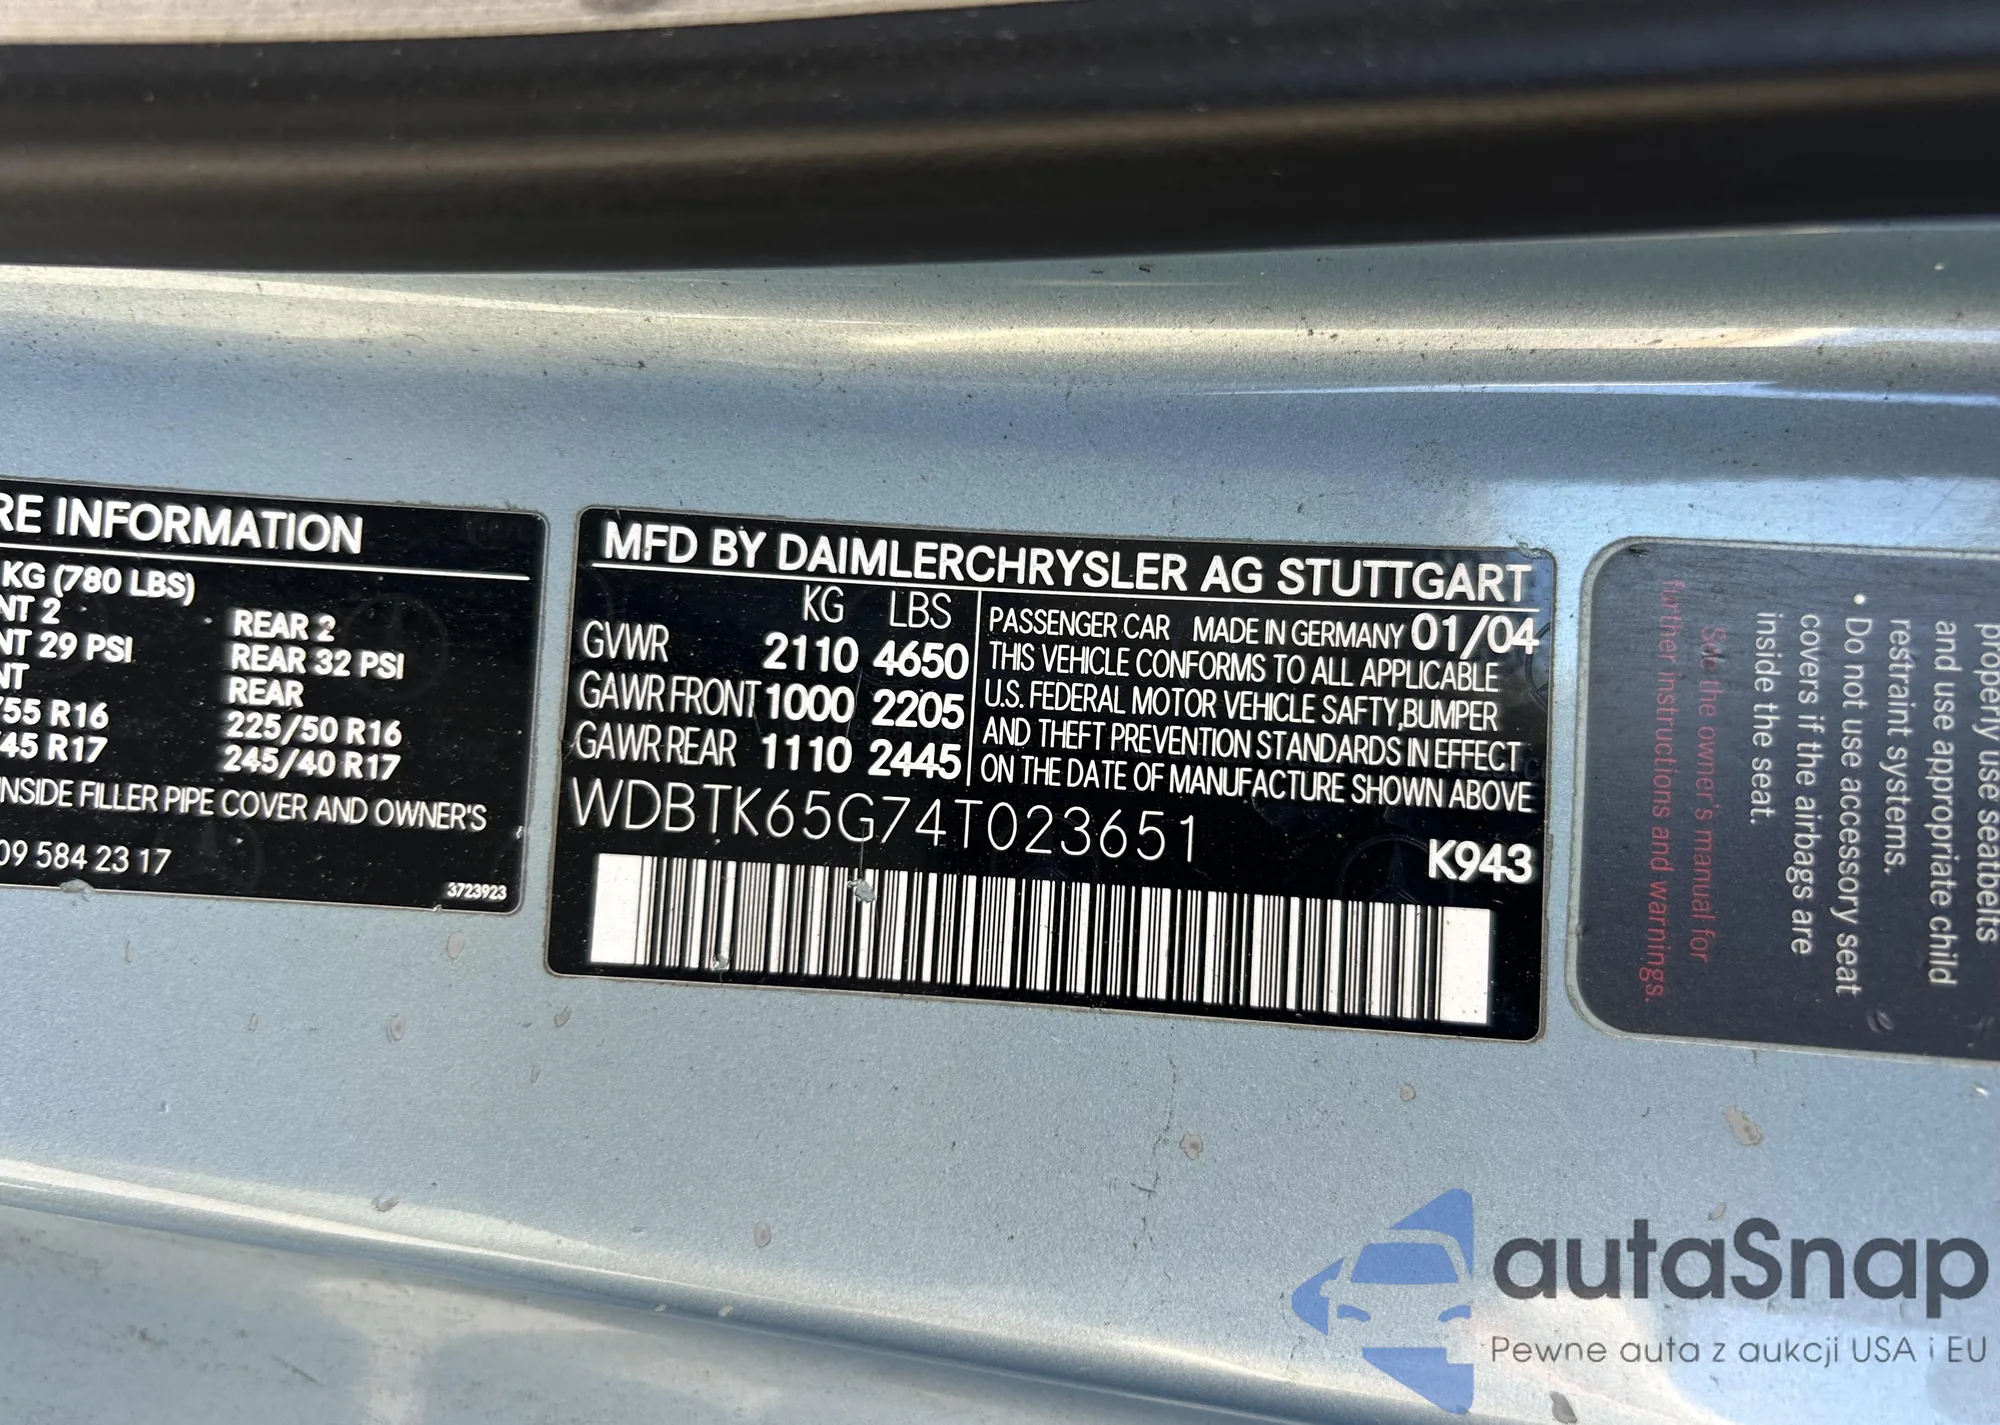 RE INFORMATION
KG (780 LBS)
NT 2 REAR 2
NT 29 PSI REAR 32 PSI
NT REAR
/55 R16 225/50 R16
/45 R17 245/40 R17
INSIDE FILLER PIPE COVER AND OWNER'S
09 584 23 17
3723923
MFD BY DAIMLERCHRYSLER AG STUTTGART
KG LBS
GVWR 2110 4650
GAWR FRONT 1000 2205
GAWR REAR 1110 2445
PASSENGER CAR MADE IN GERMANY 01/04
THIS VEHICLE CONFORMS TO ALL APPLICABLE
U.S. FEDERAL MOTOR VEHICLE SAFTY,BUMPER
AND THEFT PREVENTION STANDARDS IN EFFECT
ON THE DATE OF MANUFACTURE SHOWN ABOVE
WDBTK65G74T023651
K943
properly use seatbelts
and use appropriate child
restraint systems.
• Do not use accessory seat
covers if the airbags are
inside the seat.
See the owner's manual for
further instructions and warnings.
autaSnap
Pewne auta z aukcji USA i EU